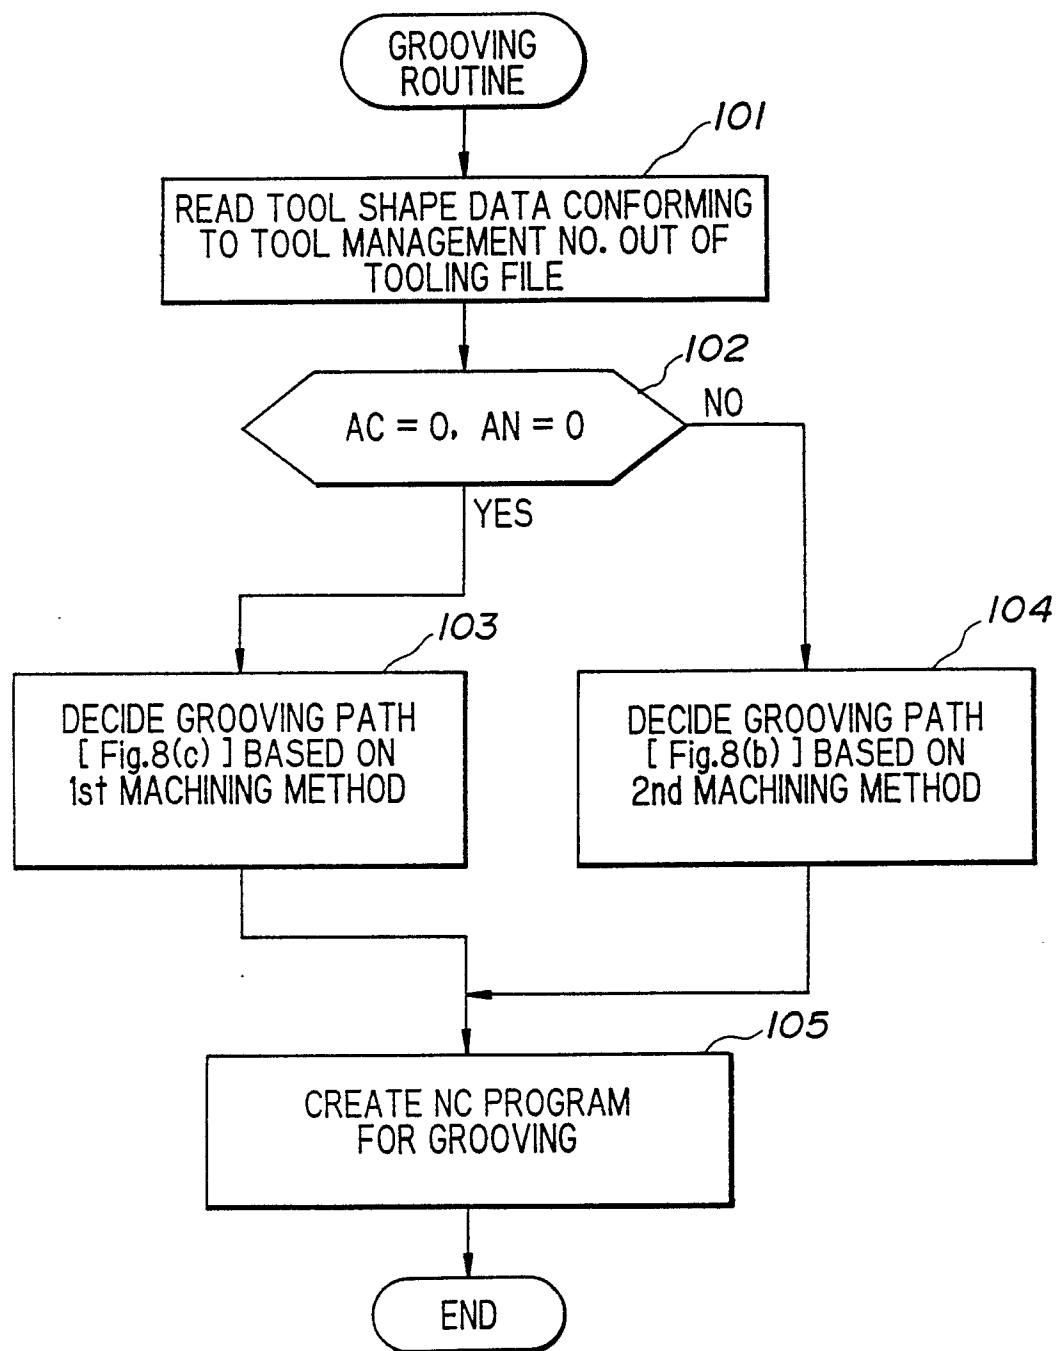 GROOVING
ROUTINE
101
READ TOOL SHAPE DATA CONFORMING
TO TOOL MANAGEMENT NO. OUT OF
TOOLING FILE
102
AC = 0, AN = 0
NO
YES
103
DECIDE GROOVING PATH
[ Fig.8(c) ] BASED ON
1st MACHINING METHOD
104
DECIDE GROOVING PATH
[ Fig.8(b) ] BASED ON
2nd MACHINING METHOD
105
CREATE NC PROGRAM
FOR GROOVING
END